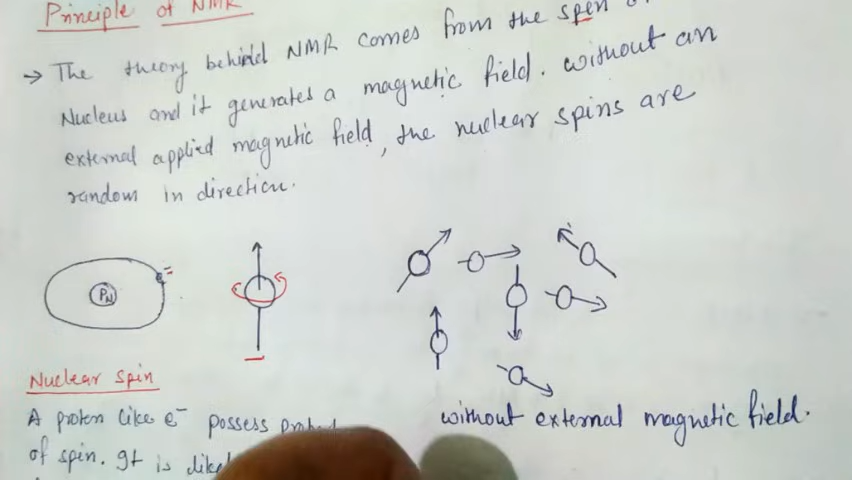 Principle of NMR
→ The theory behind NMR comes from the spen
Nucleus and it generates a magnetic field. without an
external applied magnetic field, the nuclear spins are
random in direction.
e⁻
PN
Nuclear spin
A proton like e⁻ possess
of spin. It is
without external magnetic field.